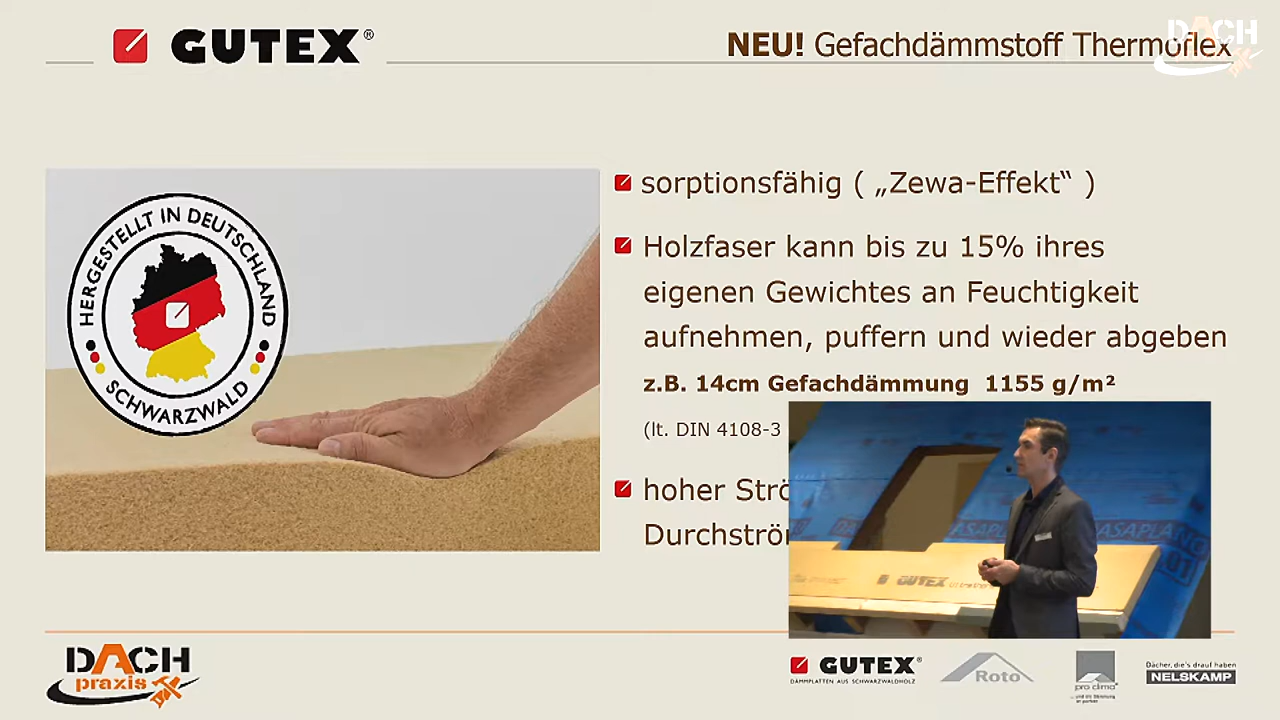 GUTEX®
NEU! Gefachdämmstoff Thermoflex
DACH
HERGESTELLT IN DEUTSCHLAND
SCHWARZWALD
sorptionsfähig ( „Zewa-Effekt“ )
Holzfaser kann bis zu 15% ihres
eigenen Gewichtes an Feuchtigkeit
aufnehmen, puffern und wieder abgeben
z.B. 14cm Gefachdämmung 1155 g/m²
(lt. DIN 4108-3
hoher Strö
Durchströ
GUTEX
DACH
praxis
GUTEX®
DÄMMPLATTEN AUS SCHWARZWALDHOLZ
Roto
pro clima
Dächer, die's drauf haben
NELSKAMP